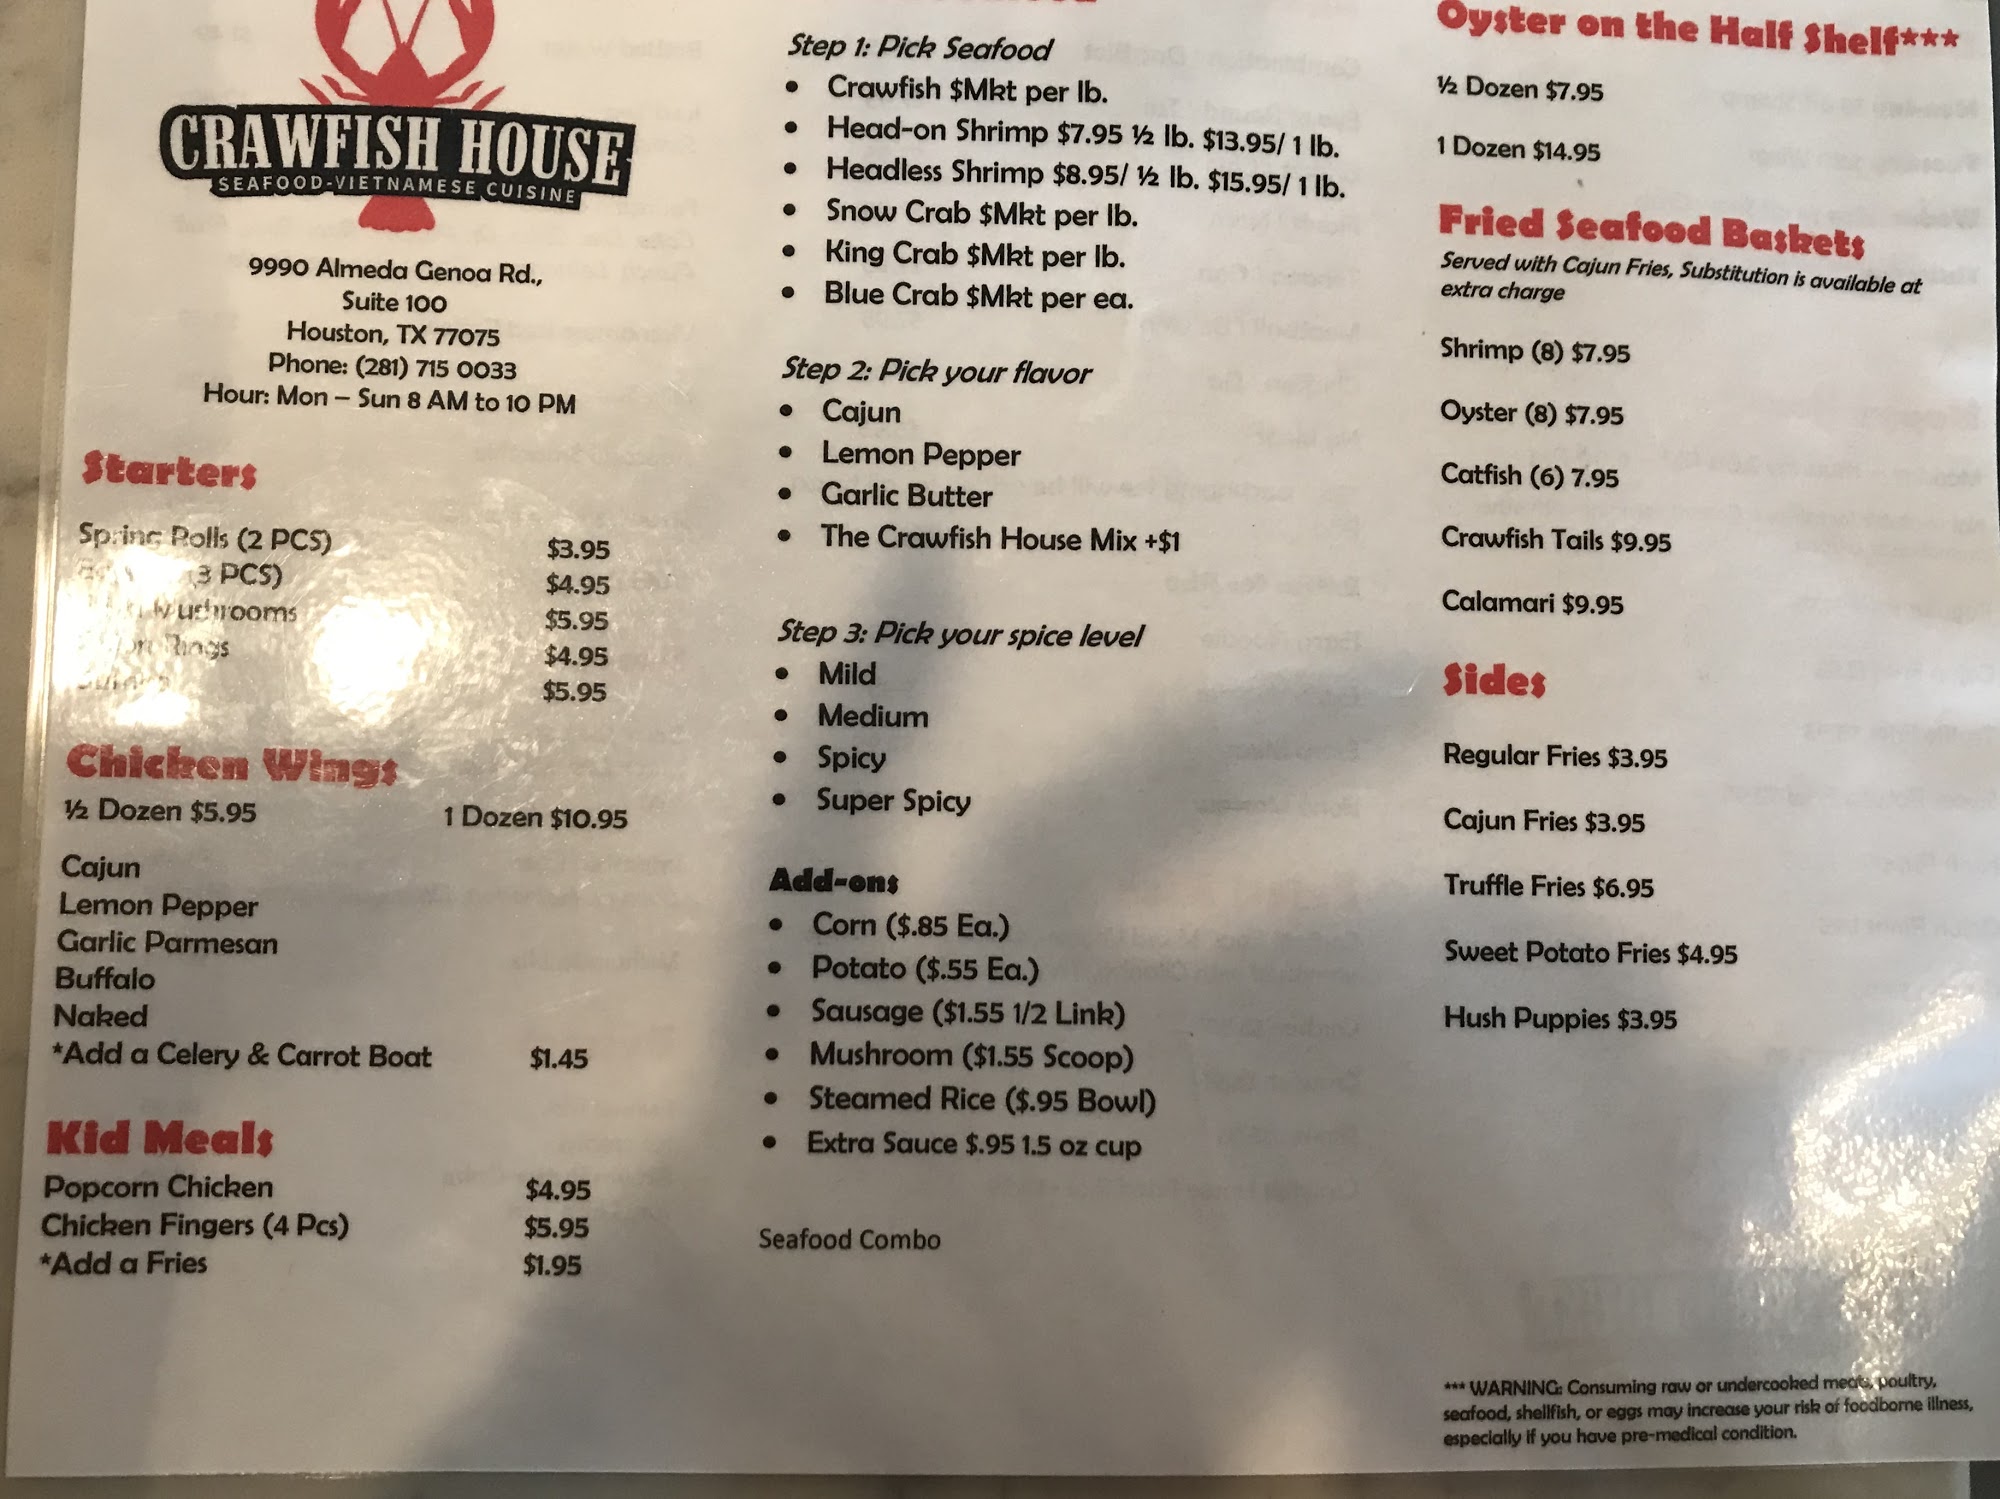 CRAWFISH HOUSE
SEAFOOD-VIETNAMESE CUISINE
9990 Almeda Genoa Rd.,
Suite 100
Houston, TX 77075
Phone: (281) 715 0033
Hour: Mon – Sun 8 AM to 10 PM
Starters
Spring Rolls (2 PCS) $3.95
(3 PCS) $4.95
Mushrooms $5.95
Rings $4.95
$5.95
Chicken Wings
½ Dozen $5.95 1 Dozen $10.95
Cajun
Lemon Pepper
Garlic Parmesan
Buffalo
Naked
*Add a Celery & Carrot Boat $1.45
Kid Meals
Popcorn Chicken $4.95
Chicken Fingers (4 Pcs) $5.95
*Add a Fries $1.95
Step 1: Pick Seafood
• Crawfish $Mkt per lb.
• Head-on Shrimp $7.95 ½ lb. $13.95/ 1 lb.
• Headless Shrimp $8.95/ ½ lb. $15.95/ 1 lb.
• Snow Crab $Mkt per lb.
• King Crab $Mkt per lb.
• Blue Crab $Mkt per ea.
Step 2: Pick your flavor
• Cajun
• Lemon Pepper
• Garlic Butter
• The Crawfish House Mix +$1
Step 3: Pick your spice level
• Mild
• Medium
• Spicy
• Super Spicy
Add-ons
• Corn ($.85 Ea.)
• Potato ($.55 Ea.)
• Sausage ($1.55 1/2 Link)
• Mushroom ($1.55 Scoop)
• Steamed Rice ($.95 Bowl)
• Extra Sauce $.95 1.5 oz cup
Seafood Combo
Oyster on the Half Shelf***
½ Dozen $7.95
1 Dozen $14.95
Fried Seafood Baskets
Served with Cajun Fries, Substitution is available at
extra charge
Shrimp (8) $7.95
Oyster (8) $7.95
Catfish (6) 7.95
Crawfish Tails $9.95
Calamari $9.95
Sides
Regular Fries $3.95
Cajun Fries $3.95
Truffle Fries $6.95
Sweet Potato Fries $4.95
Hush Puppies $3.95
*** WARNING: Consuming raw or undercooked meats, poultry,
seafood, shellfish, or eggs may increase your risk of foodborne illness,
especially if you have pre-medical condition.